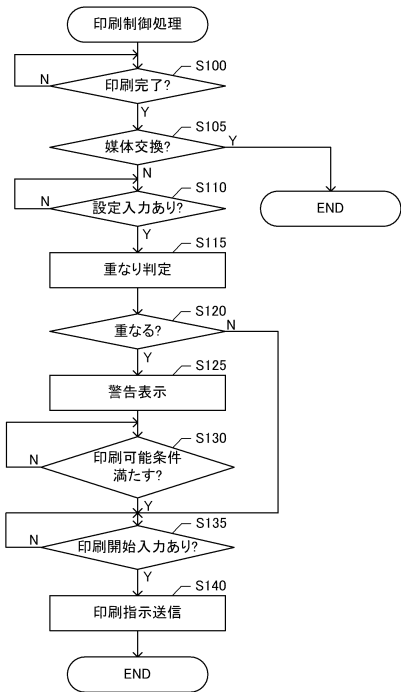 印刷制御処理
S100
印刷完了?
N
Y
S105
媒体交換?
Y
N
S110
設定入力あり?
N
END
Y
S115
重なり判定
S120
重なる?
N
Y
S125
警告表示
S130
印刷可能条件
満たす?
N
Y
S135
印刷開始入力あり?
N
Y
S140
印刷指示送信
END